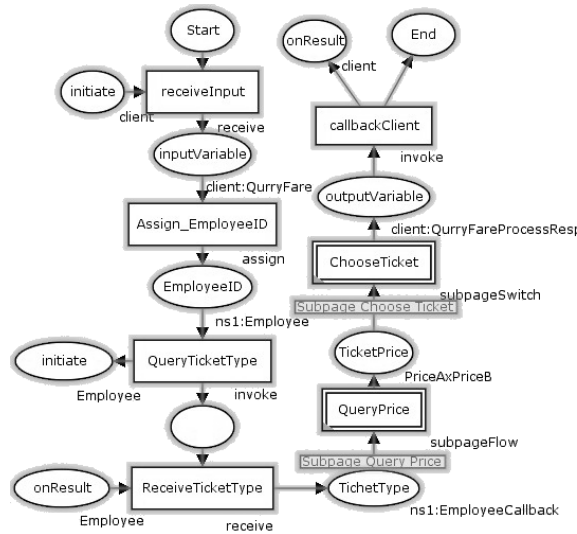 Start
onResult
End
client
initiate
receiveInput
client
receive
callbackClient
invoke
inputVariable
client:QurryFare
outputVariable
Assign_EmployeeID
assign
client:QurryFareProcessResp
ChooseTicket
subpageSwitch
Subpage Choose Ticket
EmployeeID
ns1:Employee
initiate
QueryTicketType
Employee
invoke
TicketPrice
PriceAxPriceB
QueryPrice
subpageFlow
Subpage Query Price
onResult
ReceiveTicketType
Employee
receive
TichetType
ns1:EmployeeCallback